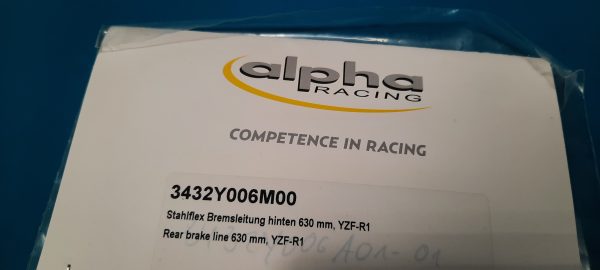 alpha
RACING
COMPETENCE IN RACING
3432Y006M00
Stahlflex Bremsleitung hinten 630 mm, YZF-R1
Rear brake line 630 mm, YZF-R1